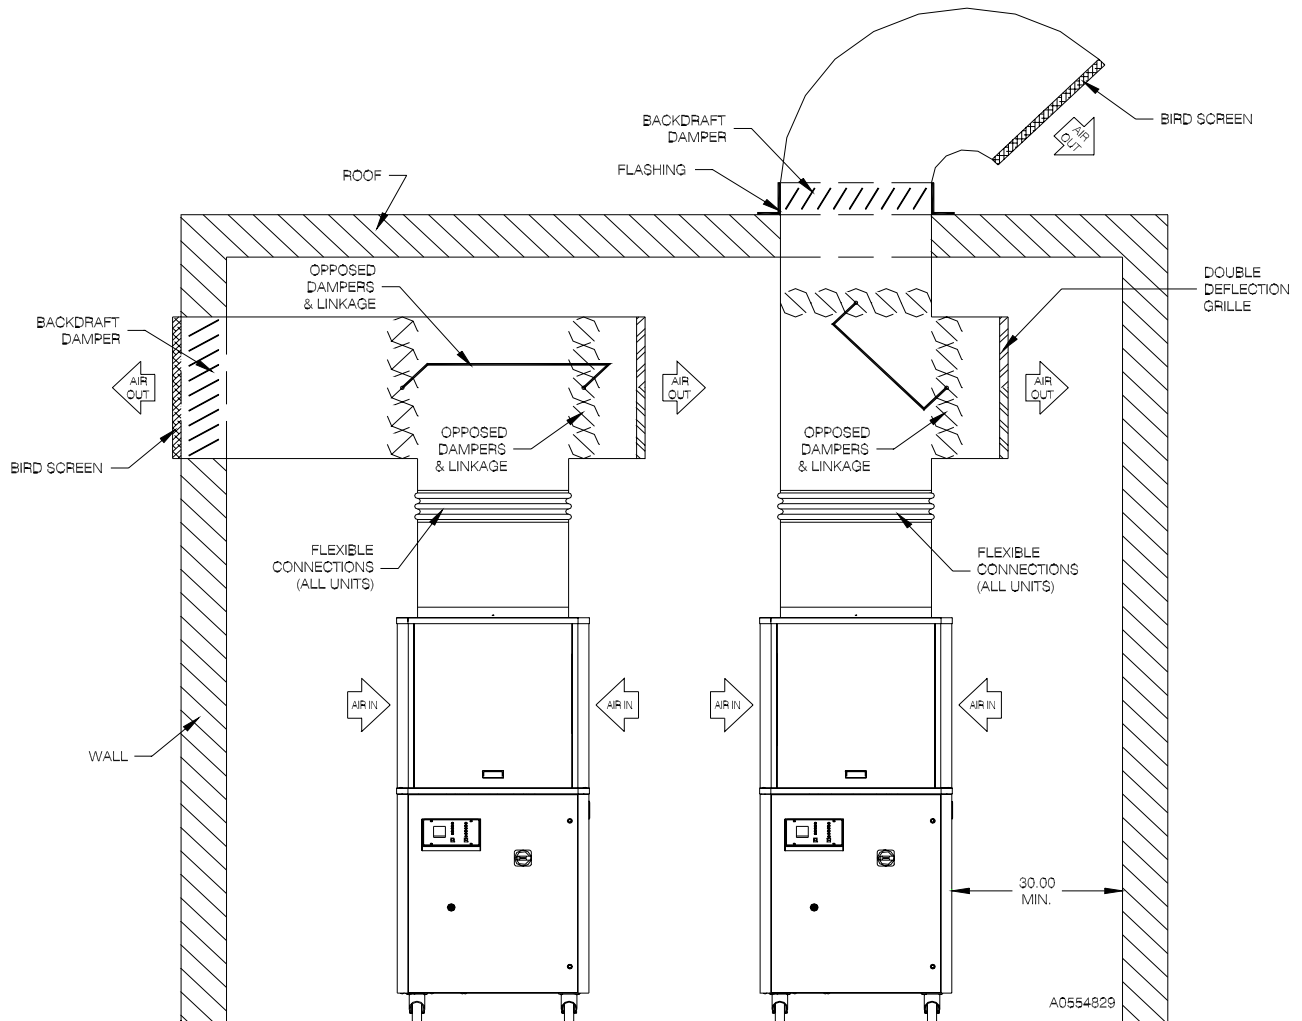 BACKDRAFT
DAMPER
BIRD SCREEN
AIR
OUT
FLASHING
ROOF
OPPOSED
DAMPERS
& LINKAGE
DOUBLE
DEFLECTION
GRILLE
BACKDRAFT
DAMPER
AIR
OUT
AIR
OUT
AIR
OUT
OPPOSED
DAMPERS
& LINKAGE
OPPOSED
DAMPERS
& LINKAGE
BIRD SCREEN
FLEXIBLE
CONNECTIONS
(ALL UNITS)
FLEXIBLE
CONNECTIONS
(ALL UNITS)
AIR IN
AIR IN
AIR IN
AIR IN
WALL
30.00
MIN.
A0554829